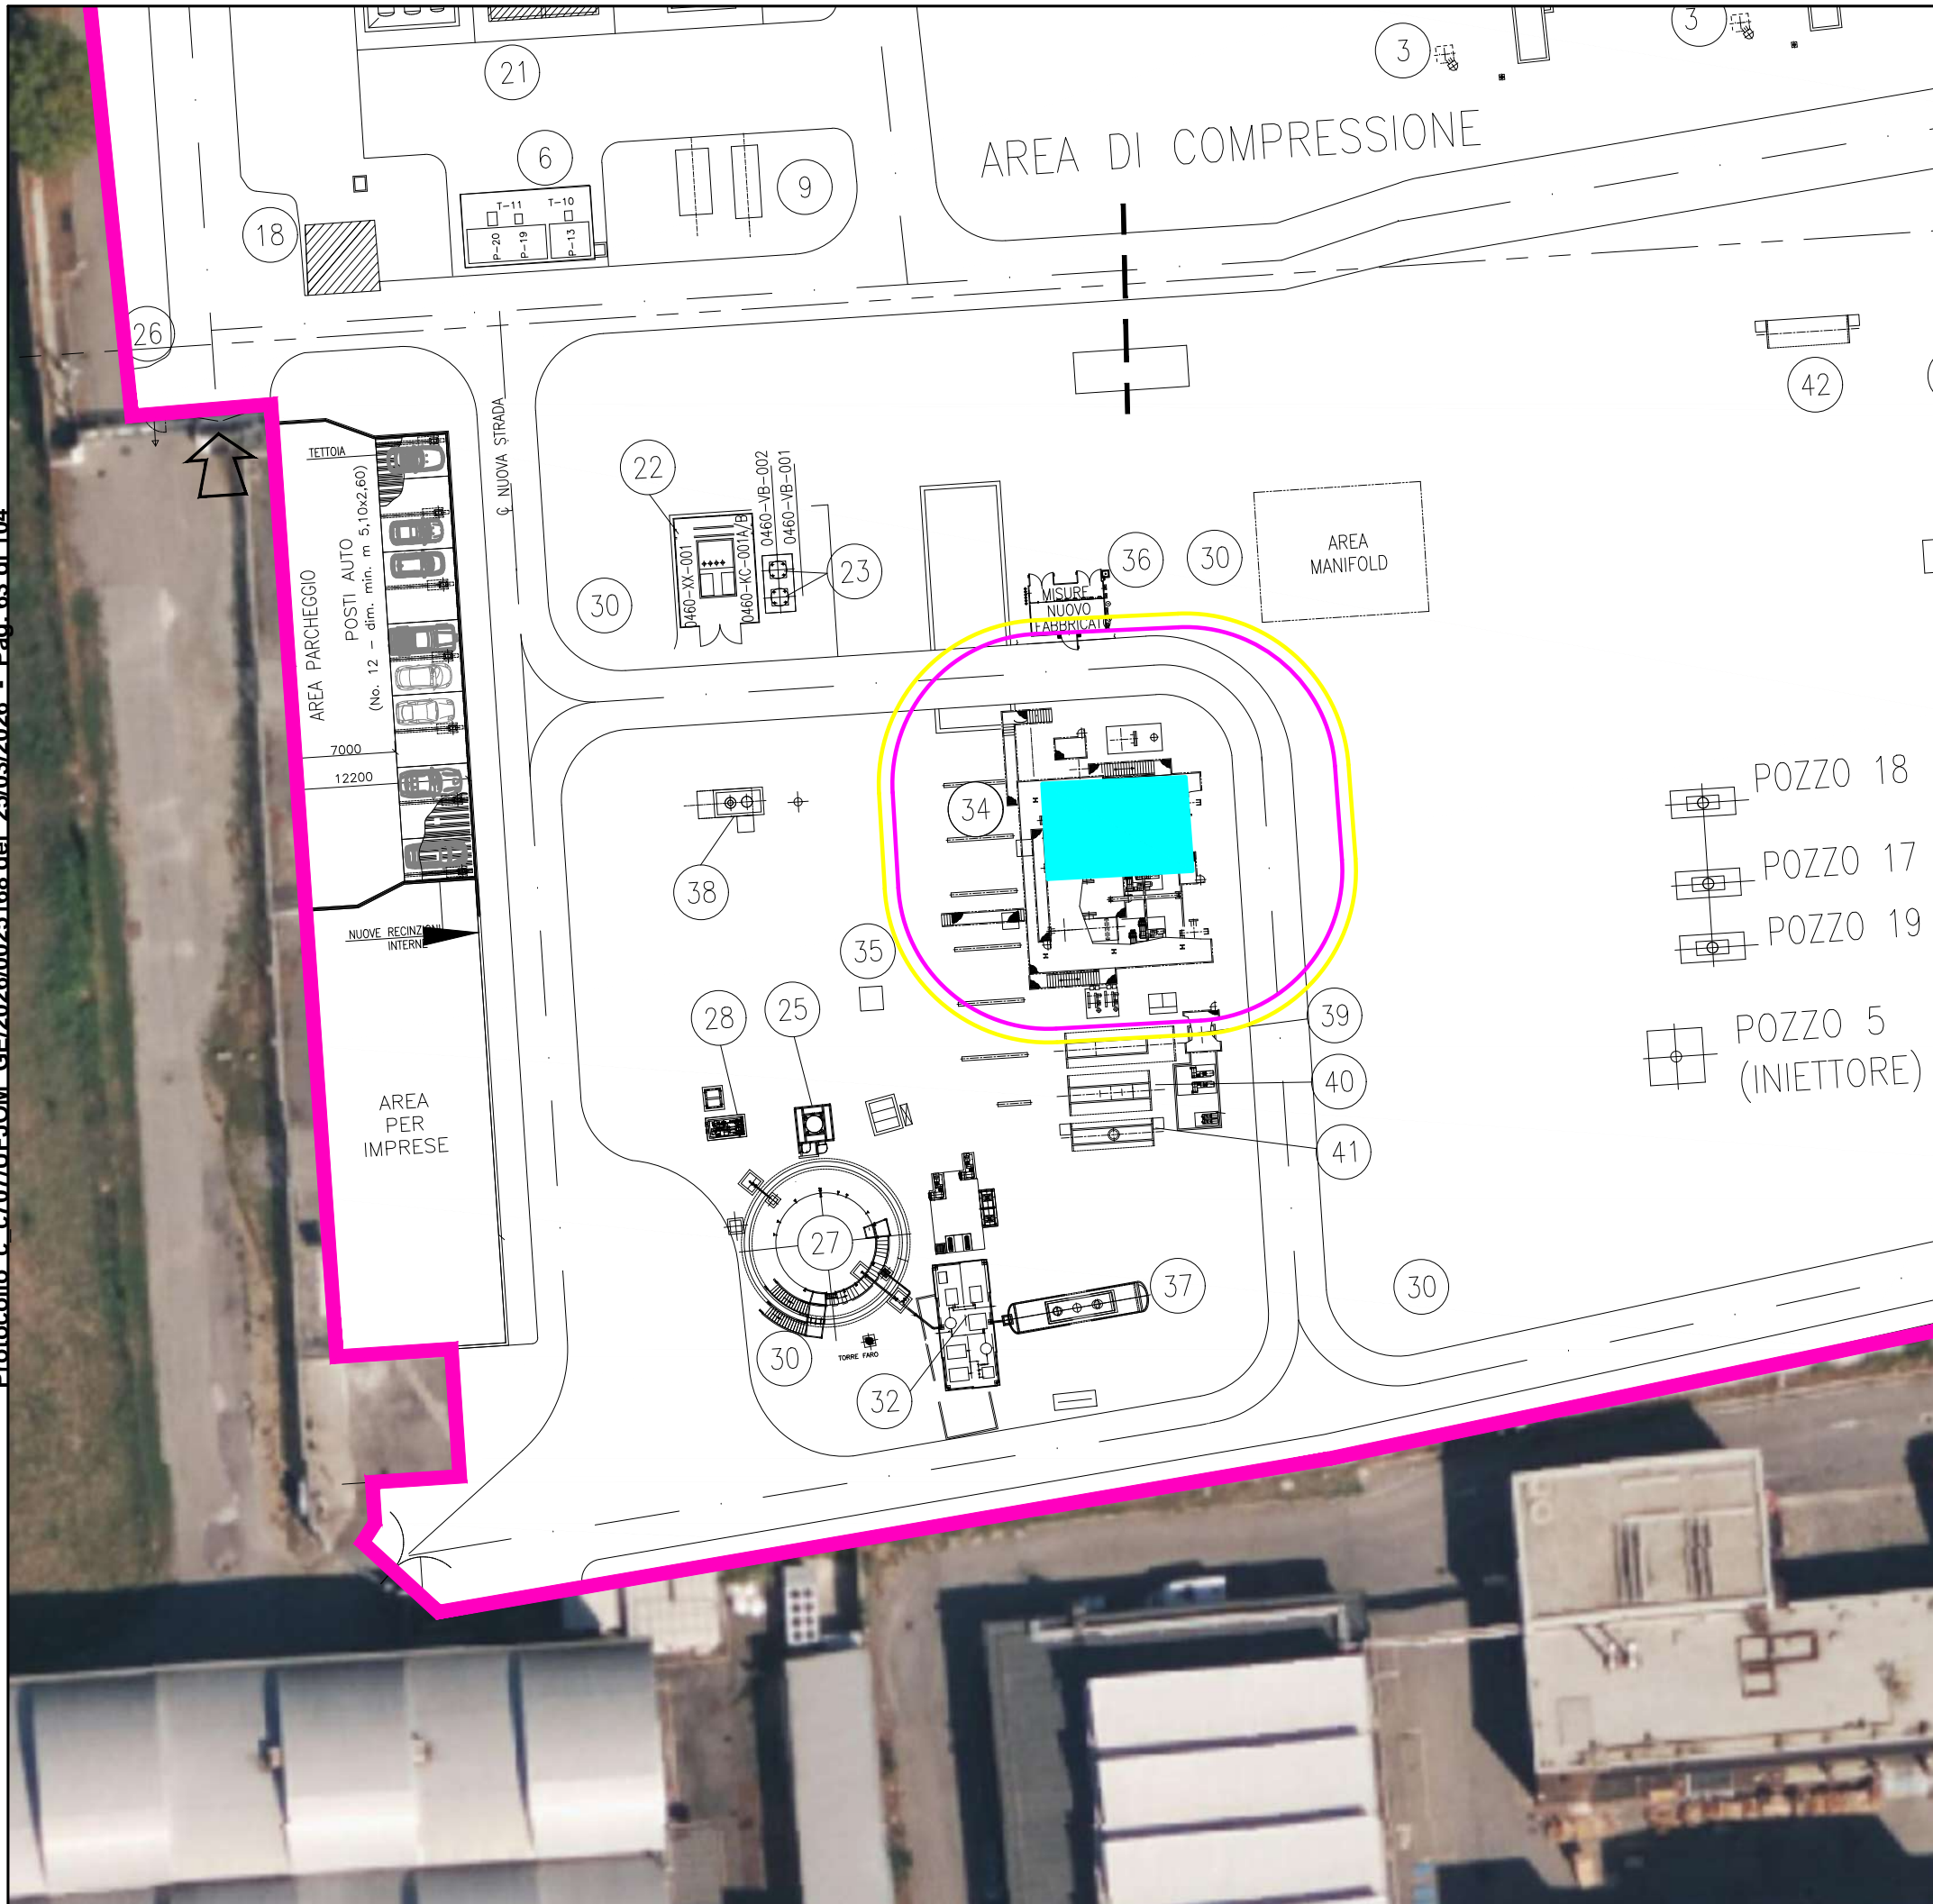 3
3
21
AREA DI COMPRESSIONE
6
9
T-11
T-10
P-20
P-19
P-13
18
26
42
TETTOIA
NUOVA STRADA
22
0460-VB-002
0460-VB-001
0460-XX-001
0460-KC-001A/B
23
36
30
AREA
MANIFOLD
30
MISURE
NUOVO
FABBRICAT
AREA PARCHEGGIO
POSTI AUTO
(No. 12 - dim. min. m 5,10x2,60)
7000
12200
34
38
POZZO 18
POZZO 17
POZZO 19
NUOVE RECINZIONI
INTERNE
35
28
25
39
POZZO 5
(INIETTORE)
40
AREA
PER
IMPRESE
41
27
37
30
30
TORRE FARO
32